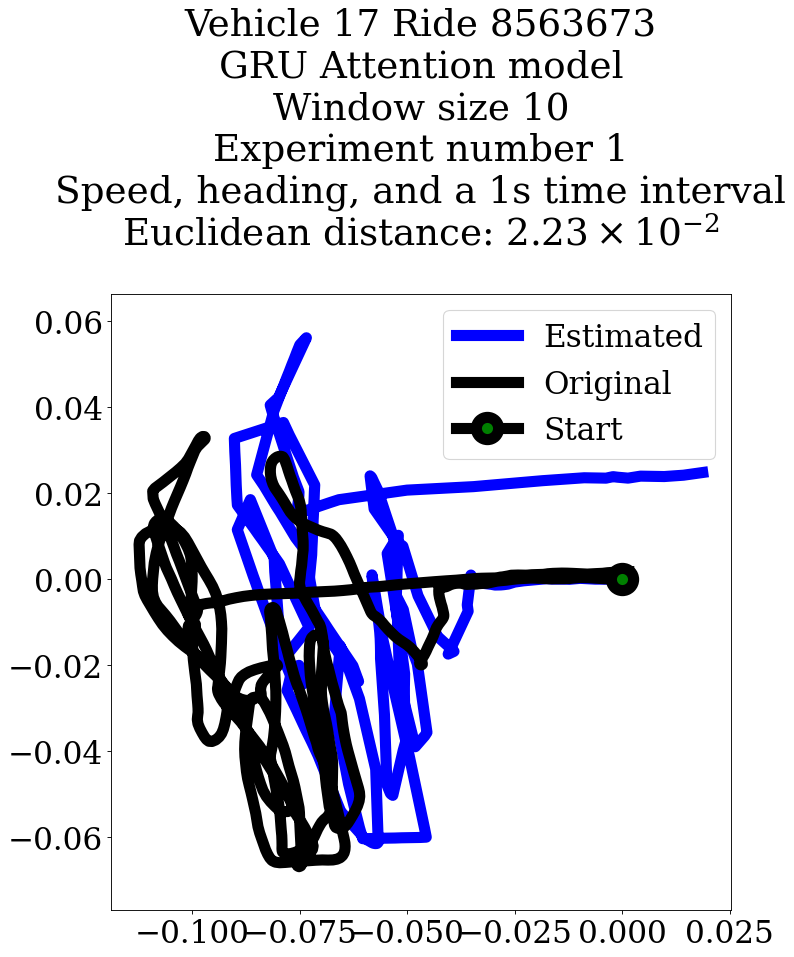 Vehicle 17 Ride 8563673
GRU Attention model
Window size 10
Experiment number 1
Speed, heading, and a 1s time interval
Euclidean distance: 2.23 × 10⁻²
Estimated
Original
Start
0.06
0.04
0.02
0.00
−0.02
−0.04
−0.06
−0.100 −0.075 −0.050 −0.025 0.000 0.025